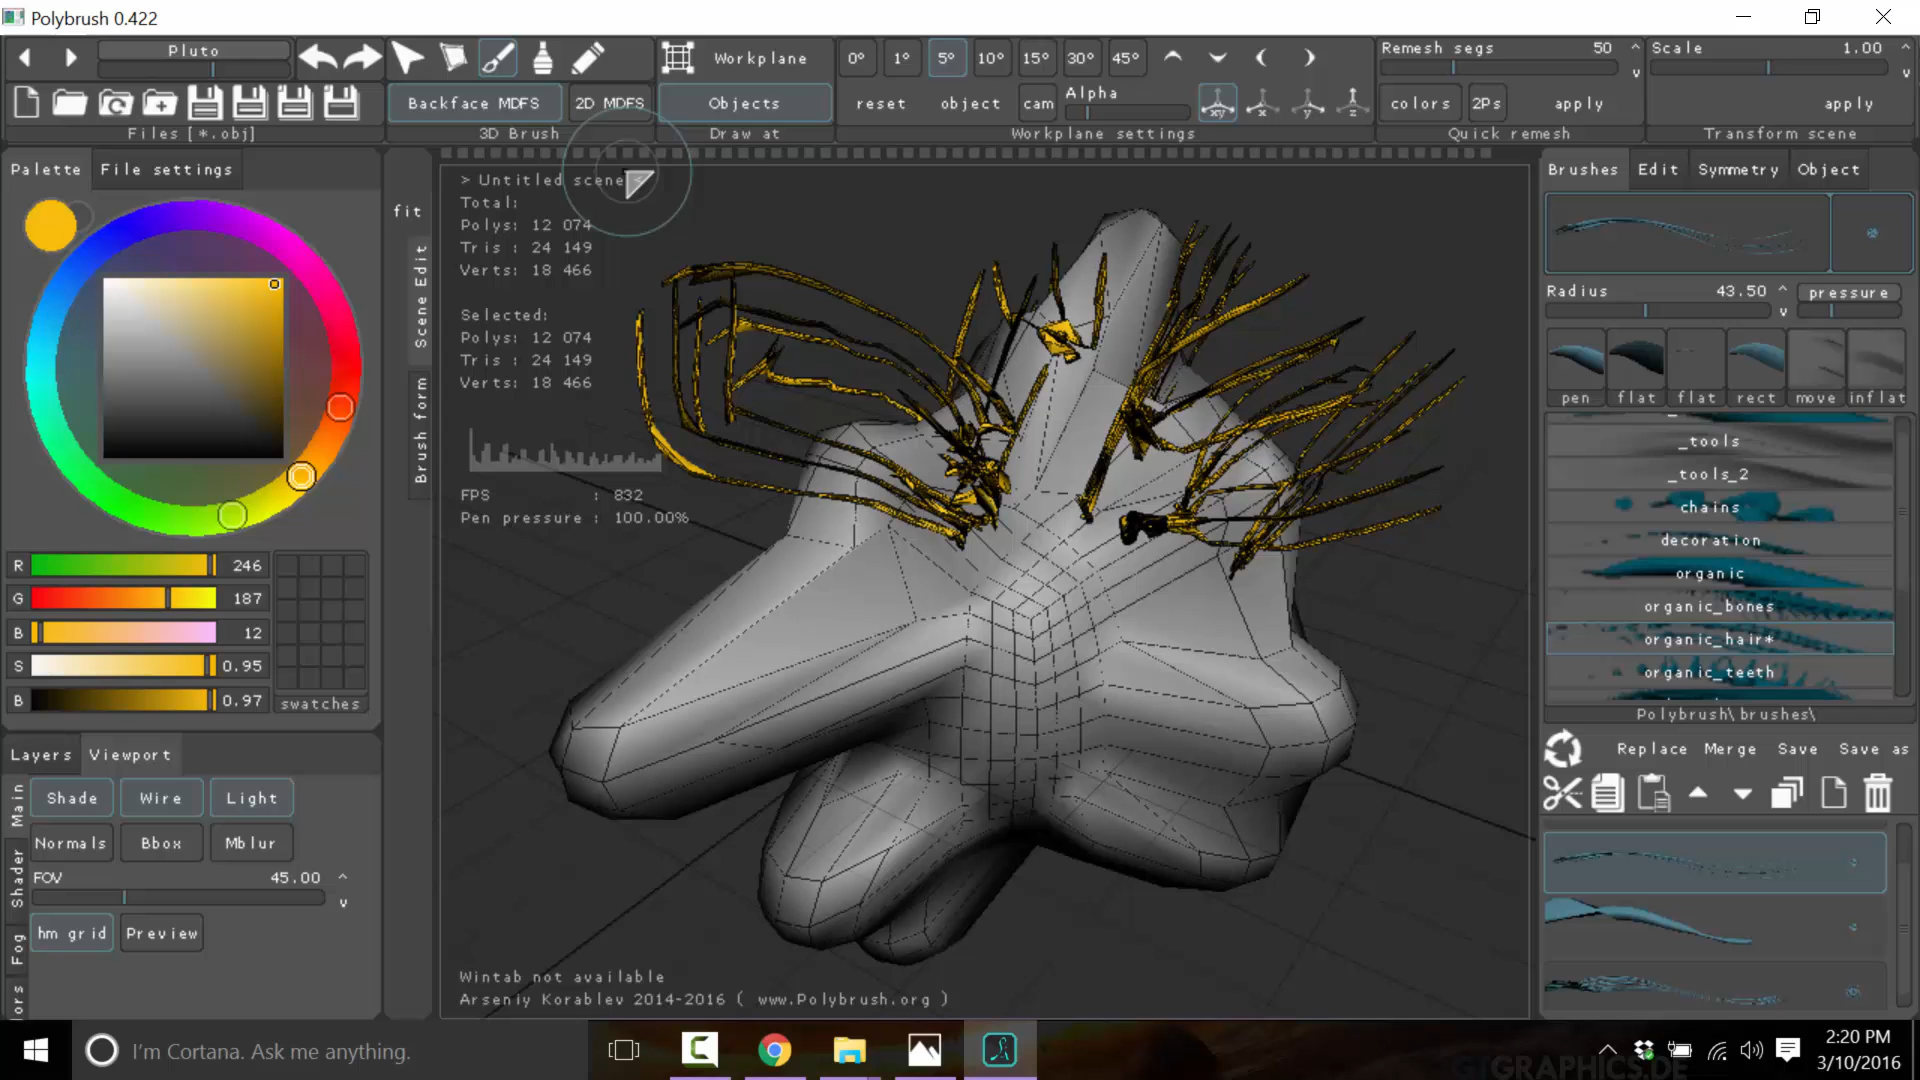 Polybrush 0.422
Pluto
Workplane
0° 1° 5° 10° 15° 30° 45°
Remesh segs 50
Scale 1.00
Backface MDFS
2D MDFS
Objects
reset object cam
Alpha
xy x y z
colors 2Ps apply
apply
Files [*.obj]
3D Brush
Draw at
Workplane settings
Quick remesh
Transform scene
Palette File settings
fit
Scene Edit
Brush form
> Untitled scene
Total:
Polys: 12 074
Tris : 24 149
Verts: 18 466
Selected:
Polys: 12 074
Tris : 24 149
Verts: 18 466
FPS : 832
Pen pressure : 100.00%
Wintab not available
Arseniy Korablev 2014-2016 ( www.Polybrush.org )
R 246
G 187
B 12
S 0.95
B 0.97
swatches
Layers Viewport
Main
Shader
Fog
Shade Wire Light
Normals Bbox Mblur
FOV 45.00
hm grid Preview
Brushes Edit Symmetry Object
Radius 43.50 pressure
pen flat flat rect move inflat
_tools
_tools_2
chains
decoration
organic
organic_bones
organic_hair*
organic_teeth
Polybrush\brushes\
Replace Merge Save Save as
I'm Cortana. Ask me anything.
2:20 PM
3/10/2016
GTGRAPHICS.DE